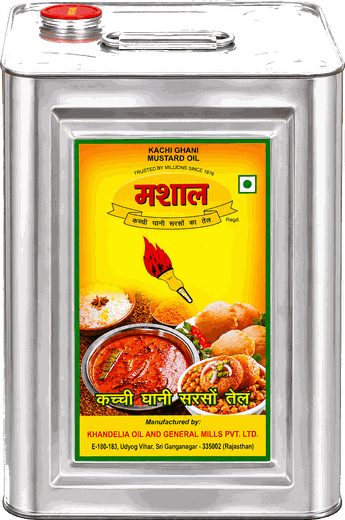 KACHI GHANI
MUSTARD OIL
TRUSTED BY MILLIONS SINCE 1976
मशाल
कच्ची घानी सरसों का तेल
Regd.
कच्ची घानी सरसों तेल
Manufactured by:
KHANDELIA OIL AND GENERAL MILLS PVT. LTD.
E-180-183, Udyog Vihar, Sri Ganganagar - 335002 (Rajasthan)